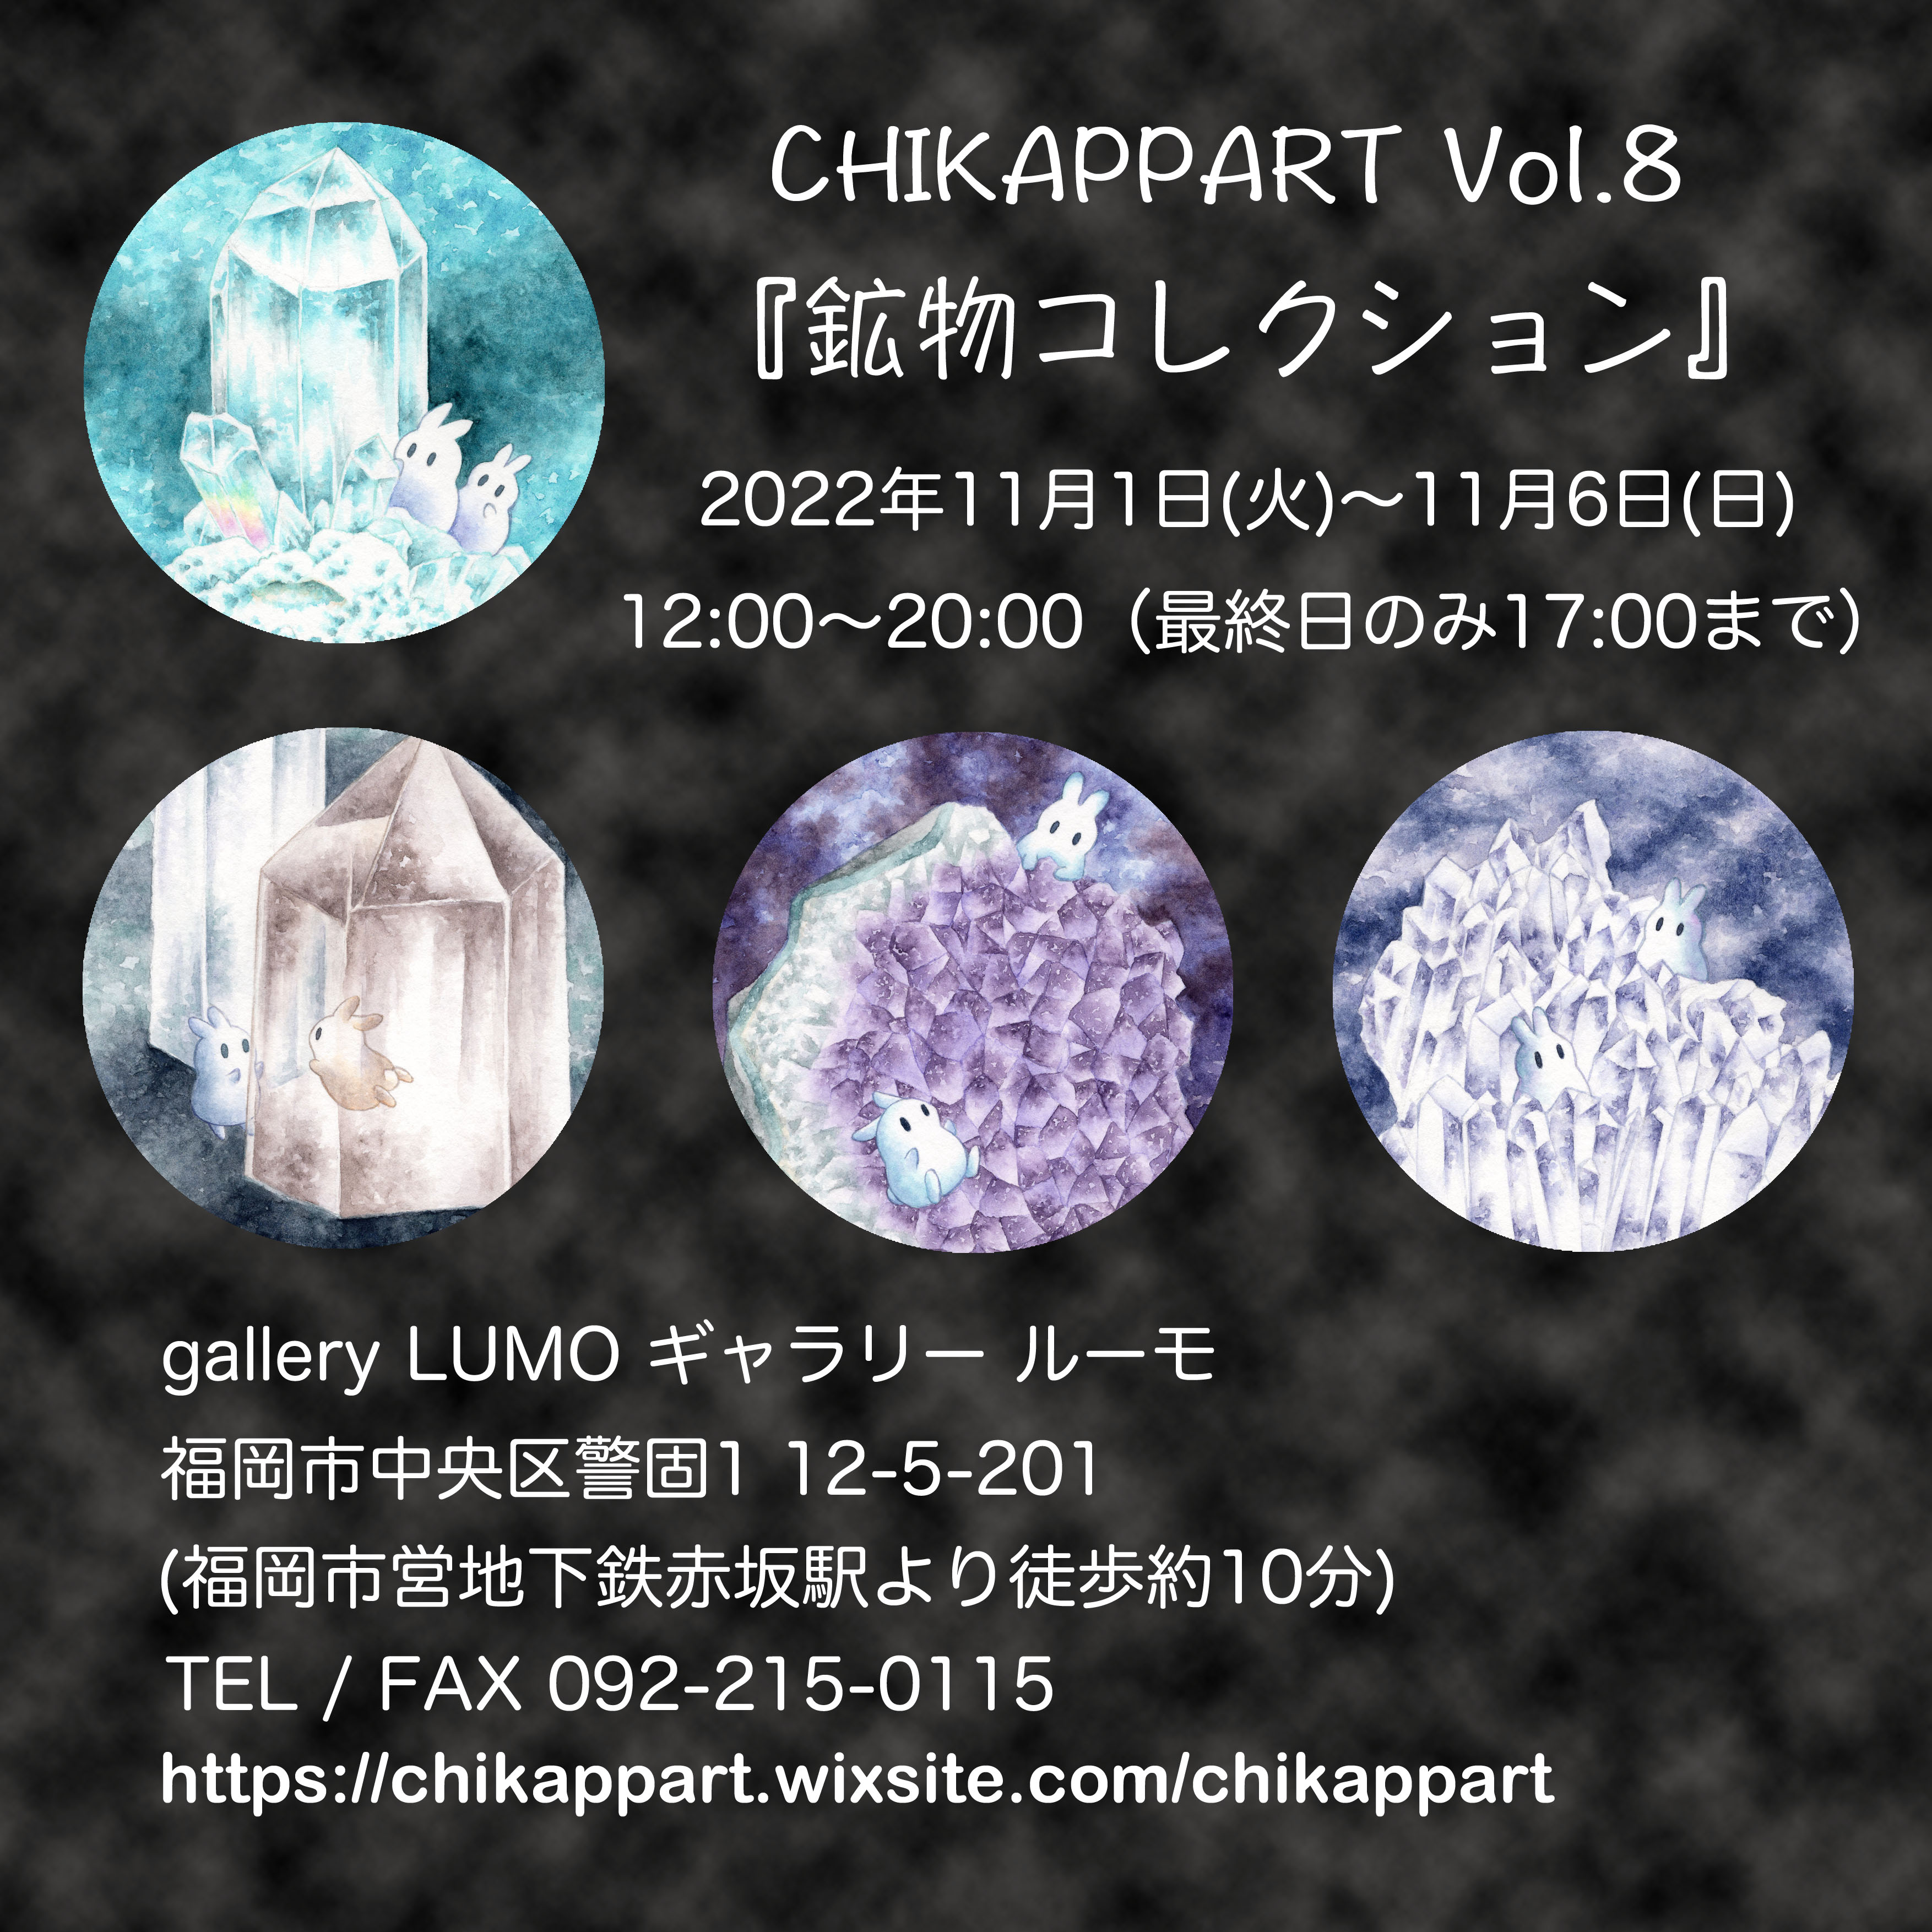 CHIKAPPART Vol.8
『鉱物コレクション』
2022年11月1日(火)〜11月6日(日)
12:00〜20:00（最終日のみ17:00まで）
gallery LUMO ギャラリー ルーモ
福岡市中央区警固1 12-5-201
(福岡市営地下鉄赤坂駅より徒歩約10分)
TEL / FAX 092-215-0115
https://chikappart.wixsite.com/chikappart